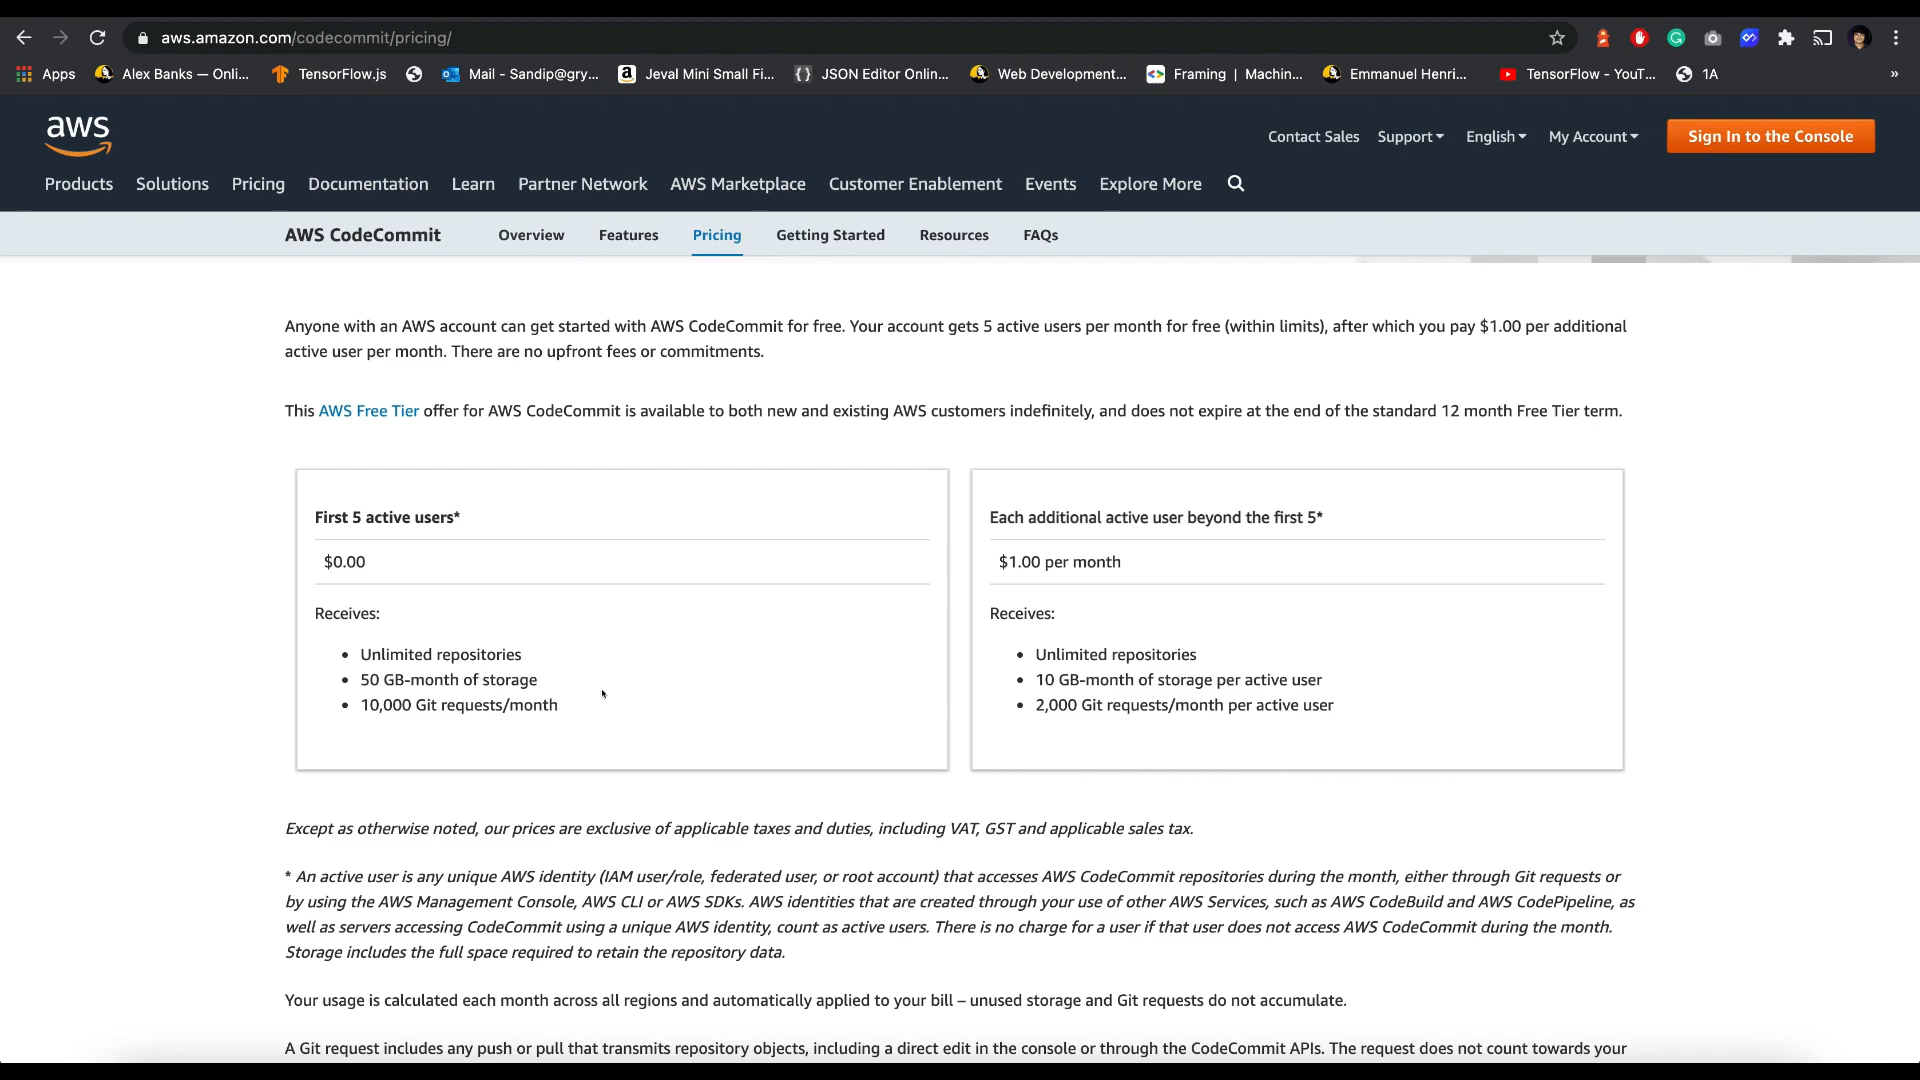 aws.amazon.com/codecommit/pricing/
Apps
Alex Banks — Onli...
TensorFlow.js
Mail - Sandip@gry...
Jeval Mini Small Fi...
JSON Editor Onlin...
Web Development...
Framing | Machin...
Emmanuel Henri...
TensorFlow - YouT...
1A
»
aws
Contact Sales
Support
English
My Account
Sign In to the Console
Products
Solutions
Pricing
Documentation
Learn
Partner Network
AWS Marketplace
Customer Enablement
Events
Explore More
AWS CodeCommit
Overview
Features
Pricing
Getting Started
Resources
FAQs
Anyone with an AWS account can get started with AWS CodeCommit for free. Your account gets 5 active users per month for free (within limits), after which you pay $1.00 per additional
active user per month. There are no upfront fees or commitments.
This AWS Free Tier offer for AWS CodeCommit is available to both new and existing AWS customers indefinitely, and does not expire at the end of the standard 12 month Free Tier term.
First 5 active users*
$0.00
Receives:
• Unlimited repositories
• 50 GB-month of storage
• 10,000 Git requests/month
Each additional active user beyond the first 5*
$1.00 per month
Receives:
• Unlimited repositories
• 10 GB-month of storage per active user
• 2,000 Git requests/month per active user
Except as otherwise noted, our prices are exclusive of applicable taxes and duties, including VAT, GST and applicable sales tax.
* An active user is any unique AWS identity (IAM user/role, federated user, or root account) that accesses AWS CodeCommit repositories during the month, either through Git requests or
by using the AWS Management Console, AWS CLI or AWS SDKs. AWS identities that are created through your use of other AWS Services, such as AWS CodeBuild and AWS CodePipeline, as
well as servers accessing CodeCommit using a unique AWS identity, count as active users. There is no charge for a user if that user does not access AWS CodeCommit during the month.
Storage includes the full space required to retain the repository data.
Your usage is calculated each month across all regions and automatically applied to your bill – unused storage and Git requests do not accumulate.
A Git request includes any push or pull that transmits repository objects, including a direct edit in the console or through the CodeCommit APIs. The request does not count towards your